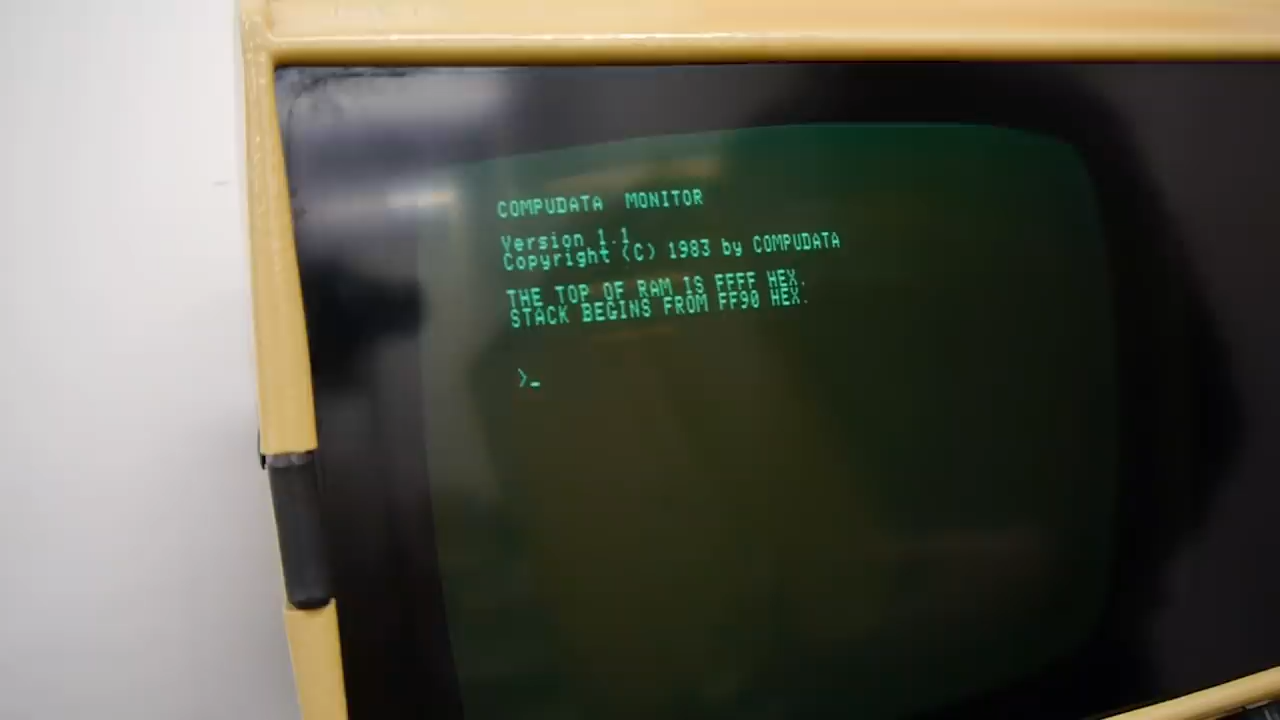 COMPUDATA MONITOR
Version 1.1
Copyright (C) 1983 by COMPUDATA
THE TOP OF RAM IS FFFF HEX.
STACK BEGINS FROM FF90 HEX.
>_